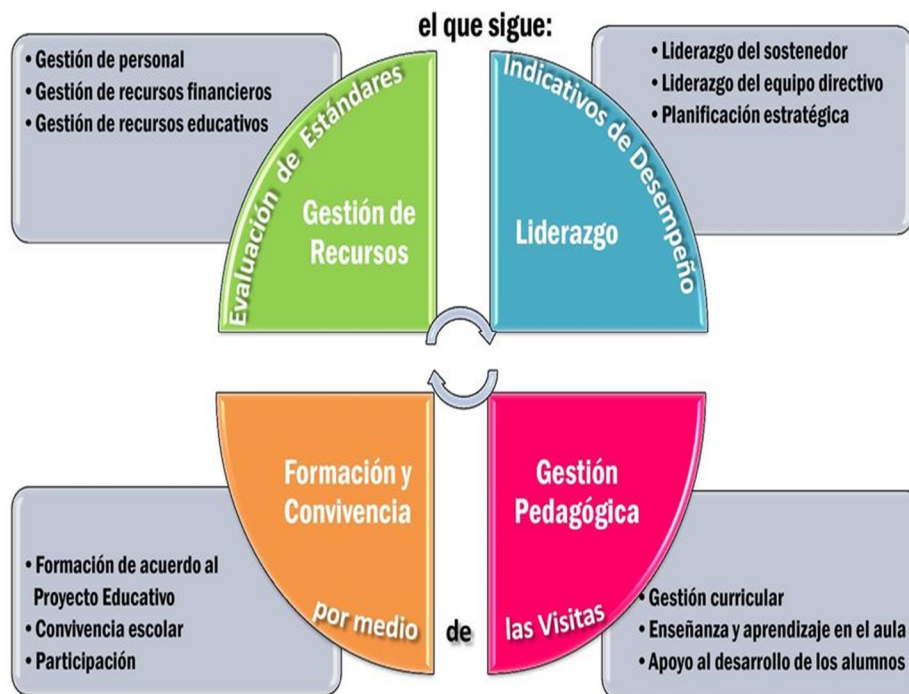 el que sigue:
• Gestión de personal
• Gestión de recursos financieros
• Gestión de recursos educativos
Evaluación de Estándares
Gestión de
Recursos
Indicativos de Desempeño
Liderazgo
• Liderazgo del sostenedor
• Liderazgo del equipo directivo
• Planificación estratégica
Formación y
Convivencia
por medio
de
Gestión
Pedagógica
las Visitas
• Formación de acuerdo al
Proyecto Educativo
• Convivencia escolar
• Participación
• Gestión curricular
• Enseñanza y aprendizaje en el aula
• Apoyo al desarrollo de los alumnos